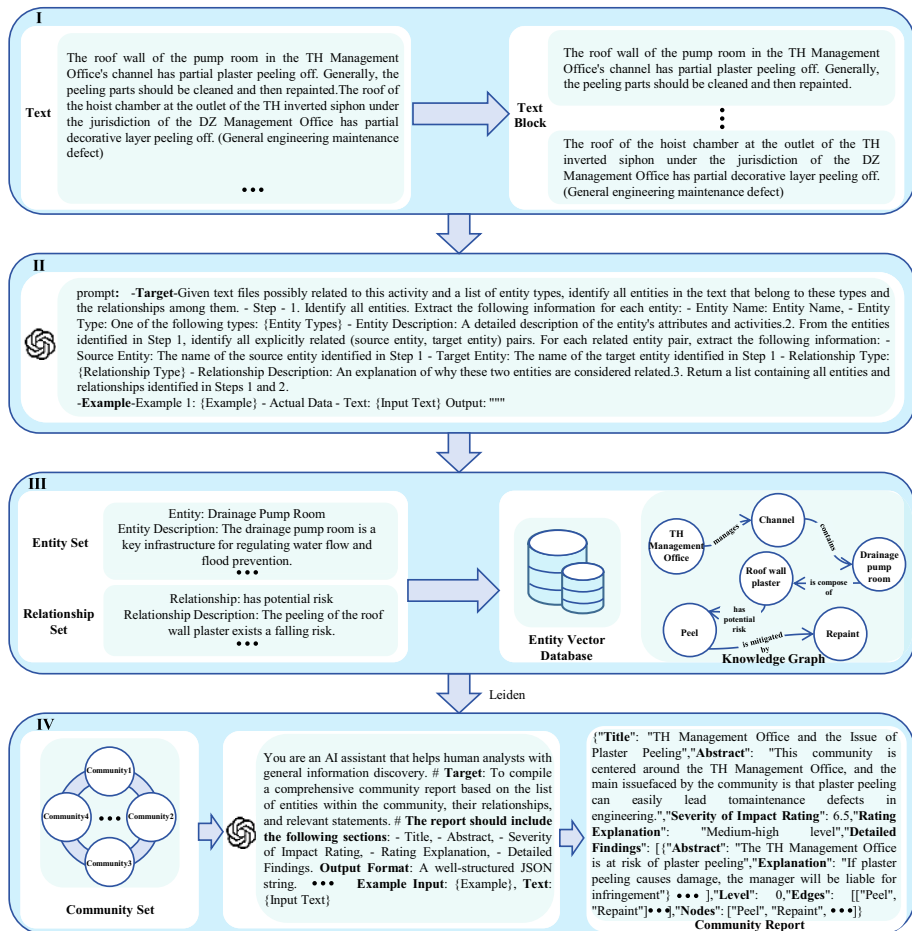 I
Text
The roof wall of the pump room in the TH Management
Office's channel has partial plaster peeling off. Generally, the
peeling parts should be cleaned and then repainted.The roof of
the hoist chamber at the outlet of the TH inverted siphon under
the jurisdiction of the DZ Management Office has partial
decorative layer peeling off. (General engineering maintenance
defect)
•••
Text
Block
The roof wall of the pump room in the TH Management
Office's channel has partial plaster peeling off. Generally,
the peeling parts should be cleaned and then repainted.
The roof of the hoist chamber at the outlet of the TH
inverted siphon under the jurisdiction of the DZ
Management Office has partial decorative layer peeling off.
(General engineering maintenance defect)
II
prompt: -Target-Given text files possibly related to this activity and a list of entity types, identify all entities in the text that belong to these types and
the relationships among them. - Step - 1. Identify all entities. Extract the following information for each entity: - Entity Name: Entity Name, - Entity
Type: One of the following types: {Entity Types} - Entity Description: A detailed description of the entity's attributes and activities.2. From the entities
identified in Step 1, identify all explicitly related (source entity, target entity) pairs. For each related entity pair, extract the following information: -
Source Entity: The name of the source entity identified in Step 1 - Target Entity: The name of the target entity identified in Step 1 - Relationship Type:
{Relationship Type} - Relationship Description: An explanation of why these two entities are considered related.3. Return a list containing all entities and
relationships identified in Steps 1 and 2.
-Example-Example 1: {Example} - Actual Data - Text: {Input Text} Output: """
III
Entity Set
Entity: Drainage Pump Room
Entity Description: The drainage pump room is a
key infrastructure for regulating water flow and
flood prevention.
•••
Relationship
Set
Relationship: has potential risk
Relationship Description: The peeling of the roof
wall plaster exists a falling risk.
•••
Entity Vector
Database
TH
Management
Office
manages
Channel
contains
Drainage
pump
room
is compose
of
Roof wall
plaster
has
potential
risk
Peel
is mitigated
by
Repaint
Knowledge Graph
Leiden
IV
Community1
Community4
•••
Community2
Community3
Community Set
You are an AI assistant that helps human analysts with
general information discovery. # Target: To compile
a comprehensive community report based on the list
of entities within the community, their relationships,
and relevant statements. # The report should include
the following sections: - Title, - Abstract, - Severity
of Impact Rating, - Rating Explanation, - Detailed
Findings. Output Format: A well-structured JSON
string. ••• Example Input: {Example}, Text:
{Input Text}
{"Title": "TH Management Office and the Issue of
Plaster Peeling","Abstract": "This community is
centered around the TH Management Office, and the
main issuefaced by the community is that plaster peeling
can easily lead tomaintenance defects in
engineering.","Severity of Impact Rating": 6.5,"Rating
Explanation": "Medium-high level","Detailed
Findings": [{"Abstract": "The TH Management Office
is at risk of plaster peeling","Explanation": "If plaster
peeling causes damage, the manager will be liable for
infringement"} ••• ],"Level": 0,"Edges": [["Peel",
"Repaint"]•••],"Nodes": ["Peel", "Repaint", •••]}
Community Report